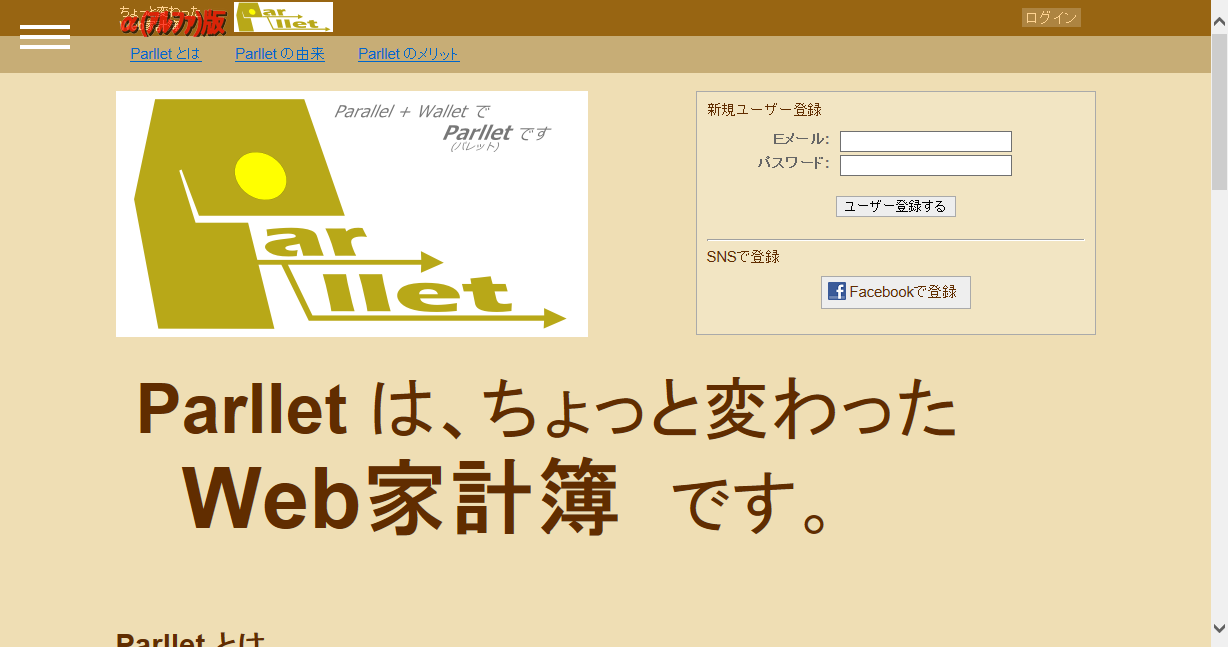 ちょっと変わった
α(アルファ)版
ar
llet
ログイン
Parllet とは
Parllet の由来
Parllet のメリット
Parallel + Wallet で
Parllet です
(パレット)
ar
llet
新規ユーザー登録
Eメール:
パスワード:
ユーザー登録する
SNSで登録
Facebookで登録
Parllet は、ちょっと変わった
Web家計簿 です。
Parllet とは